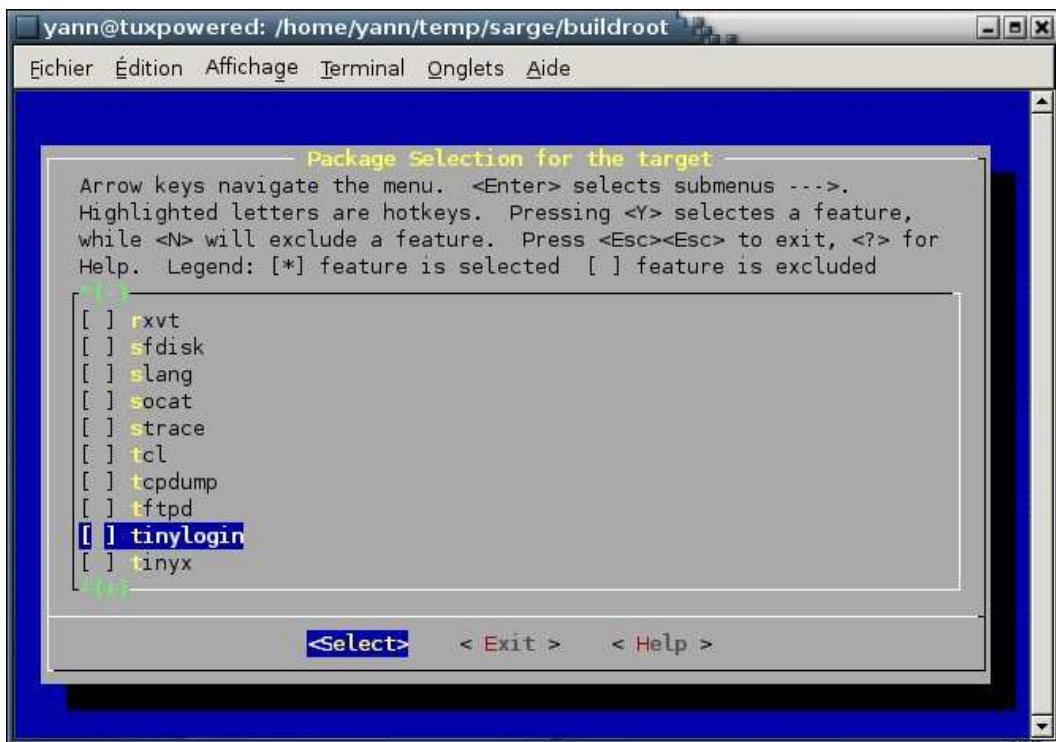 yann@tuxpowered: /home/yann/temp/sarge/buildroot
Fichier Édition Affichage Terminal Onglets Aide
Package Selection for the target
Arrow keys navigate the menu. <Enter> selects submenus --->.
Highlighted letters are hotkeys. Pressing <Y> selectes a feature,
while <N> will exclude a feature. Press <Esc><Esc> to exit, <?> for
Help. Legend: [*] feature is selected [ ] feature is excluded
^(-)
[ ] rxvt
[ ] sfdisk
[ ] slang
[ ] socat
[ ] strace
[ ] tcl
[ ] tcpdump
[ ] tftpd
[ ] tinylogin
[ ] tinyx
<Select> < Exit > < Help >